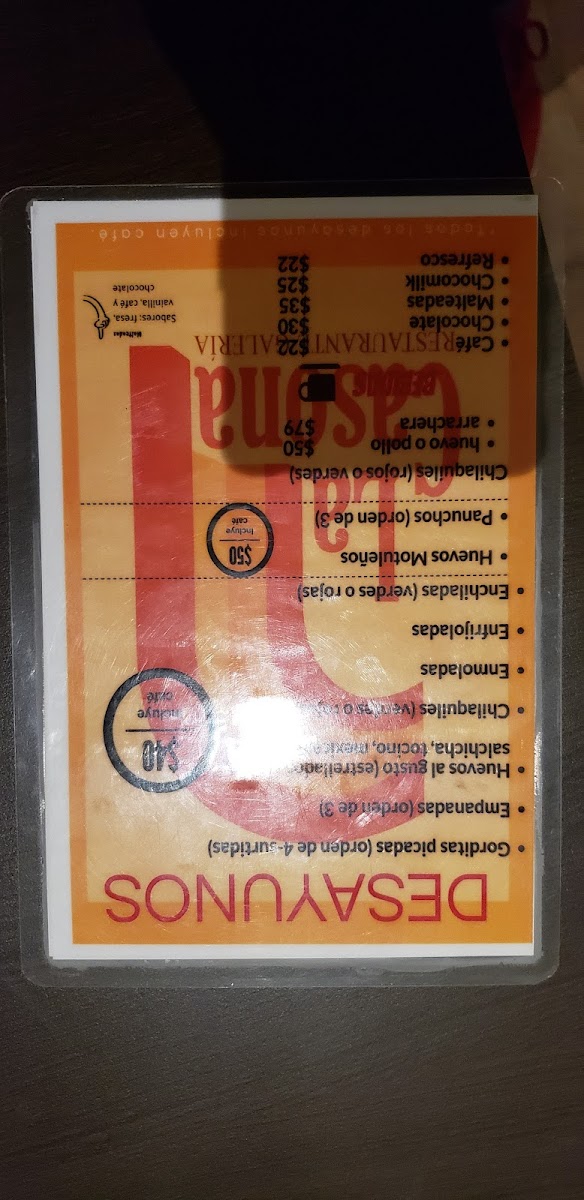 DESAYUNOS
• Gorditas picadas (orden de 4-surtidas)
• Empanadas (orden de 3)
• Huevos al gusto (estrellados
salchicha, tocino,
• Chilaquiles (verdes o
• Enmoladas
• Enfrijoladas
• Enchiladas (verdes o rojas)
$40
Incluye
café
• Huevos Motuleños
• Panuchos (orden de 3)
$50
Incluye
café
Chilaquiles (rojos o verdes)
• huevo o pollo $50
• arrachera $79
La
Casona
RESTAURANT GALERÍA
BEBIDAS
• Café $22
• Chocolate $30
• Malteadas $35
• Chocomilk $25
• Refresco $22
Malteadas
Sabores: fresa,
vainilla, café y
chocolate
*Todos los desayunos incluyen café.